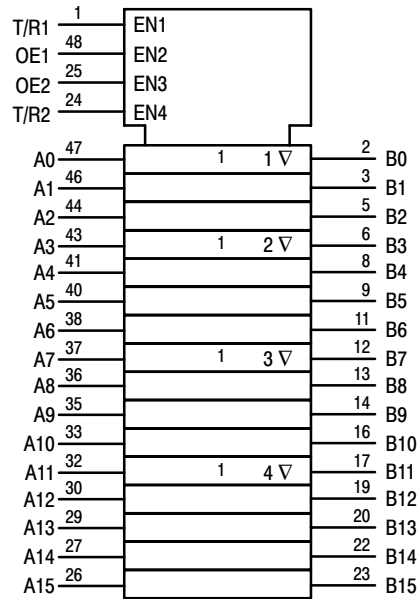 T/R1 1 EN1
OE1 48 EN2
OE2 25 EN3
T/R2 24 EN4
A0 47 1 1 ∇ 2 B0
A1 46 3 B1
A2 44 5 B2
A3 43 1 2 ∇ 6 B3
A4 41 8 B4
A5 40 9 B5
A6 38 11 B6
A7 37 1 3 ∇ 12 B7
A8 36 13 B8
A9 35 14 B9
A10 33 16 B10
A11 32 1 4 ∇ 17 B11
A12 30 19 B12
A13 29 20 B13
A14 27 22 B14
A15 26 23 B15